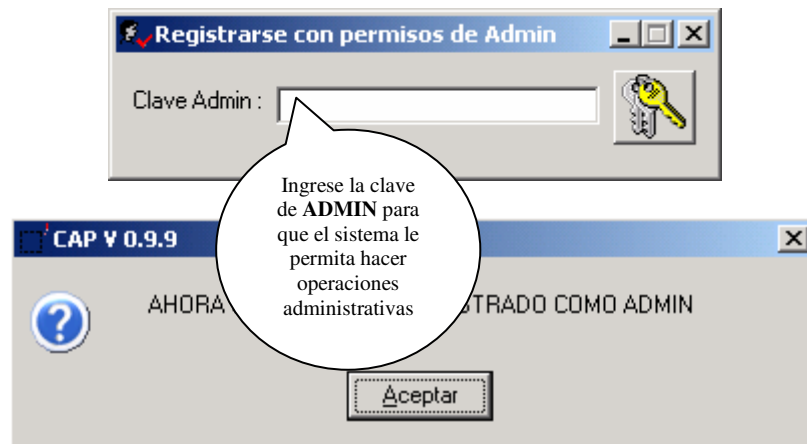 Registrarse con permisos de Admin
Clave Admin :
Ingrese la clave
de ADMIN para
que el sistema le
permita hacer
operaciones
administrativas
CAP V 0.9.9
AHORA STRADO COMO ADMIN
Aceptar